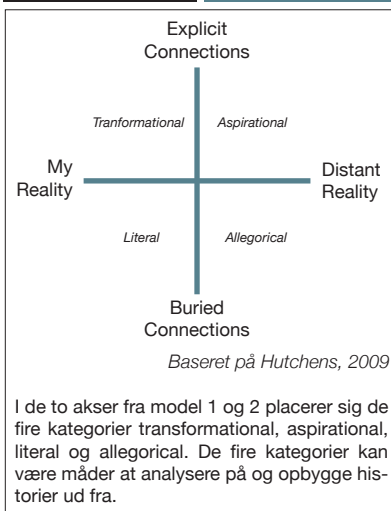 Explicit
Connections
Tranformational
Aspirational
My
Reality
Distant
Reality
Literal
Allegorical
Buried
Connections
Baseret på Hutchens, 2009
I de to akser fra model 1 og 2 placerer sig de
fire kategorier transformational, aspirational,
literal og allegorical. De fire kategorier kan
være måder at analysere på og opbygge his-
torier ud fra.